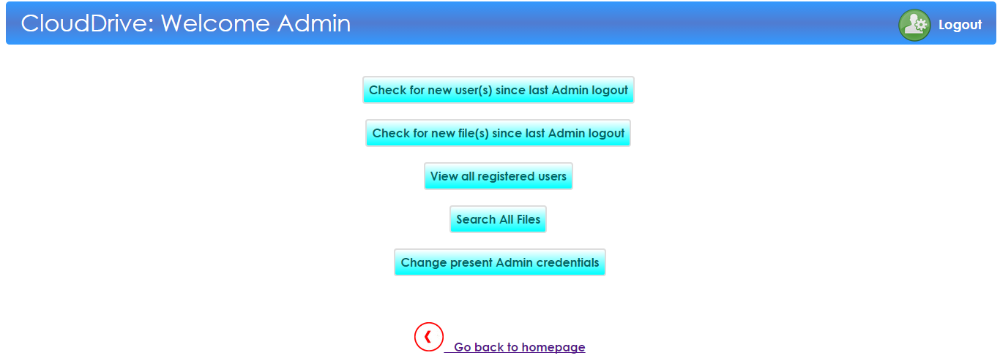 CloudDrive: Welcome Admin
Logout
Check for new user(s) since last Admin logout
Check for new file(s) since last Admin logout
View all registered users
Search All Files
Change present Admin credentials
Go back to homepage